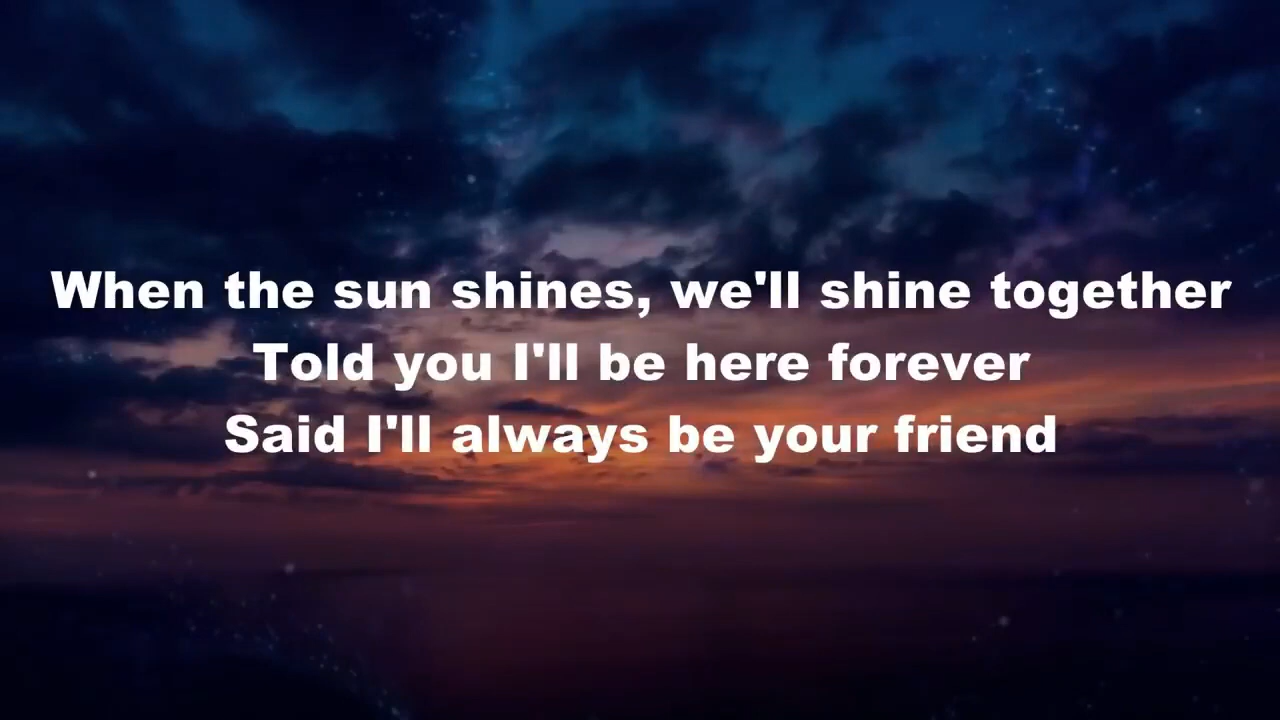 When the sun shines, we'll shine together
Told you I'll be here forever
Said I'll always be your friend